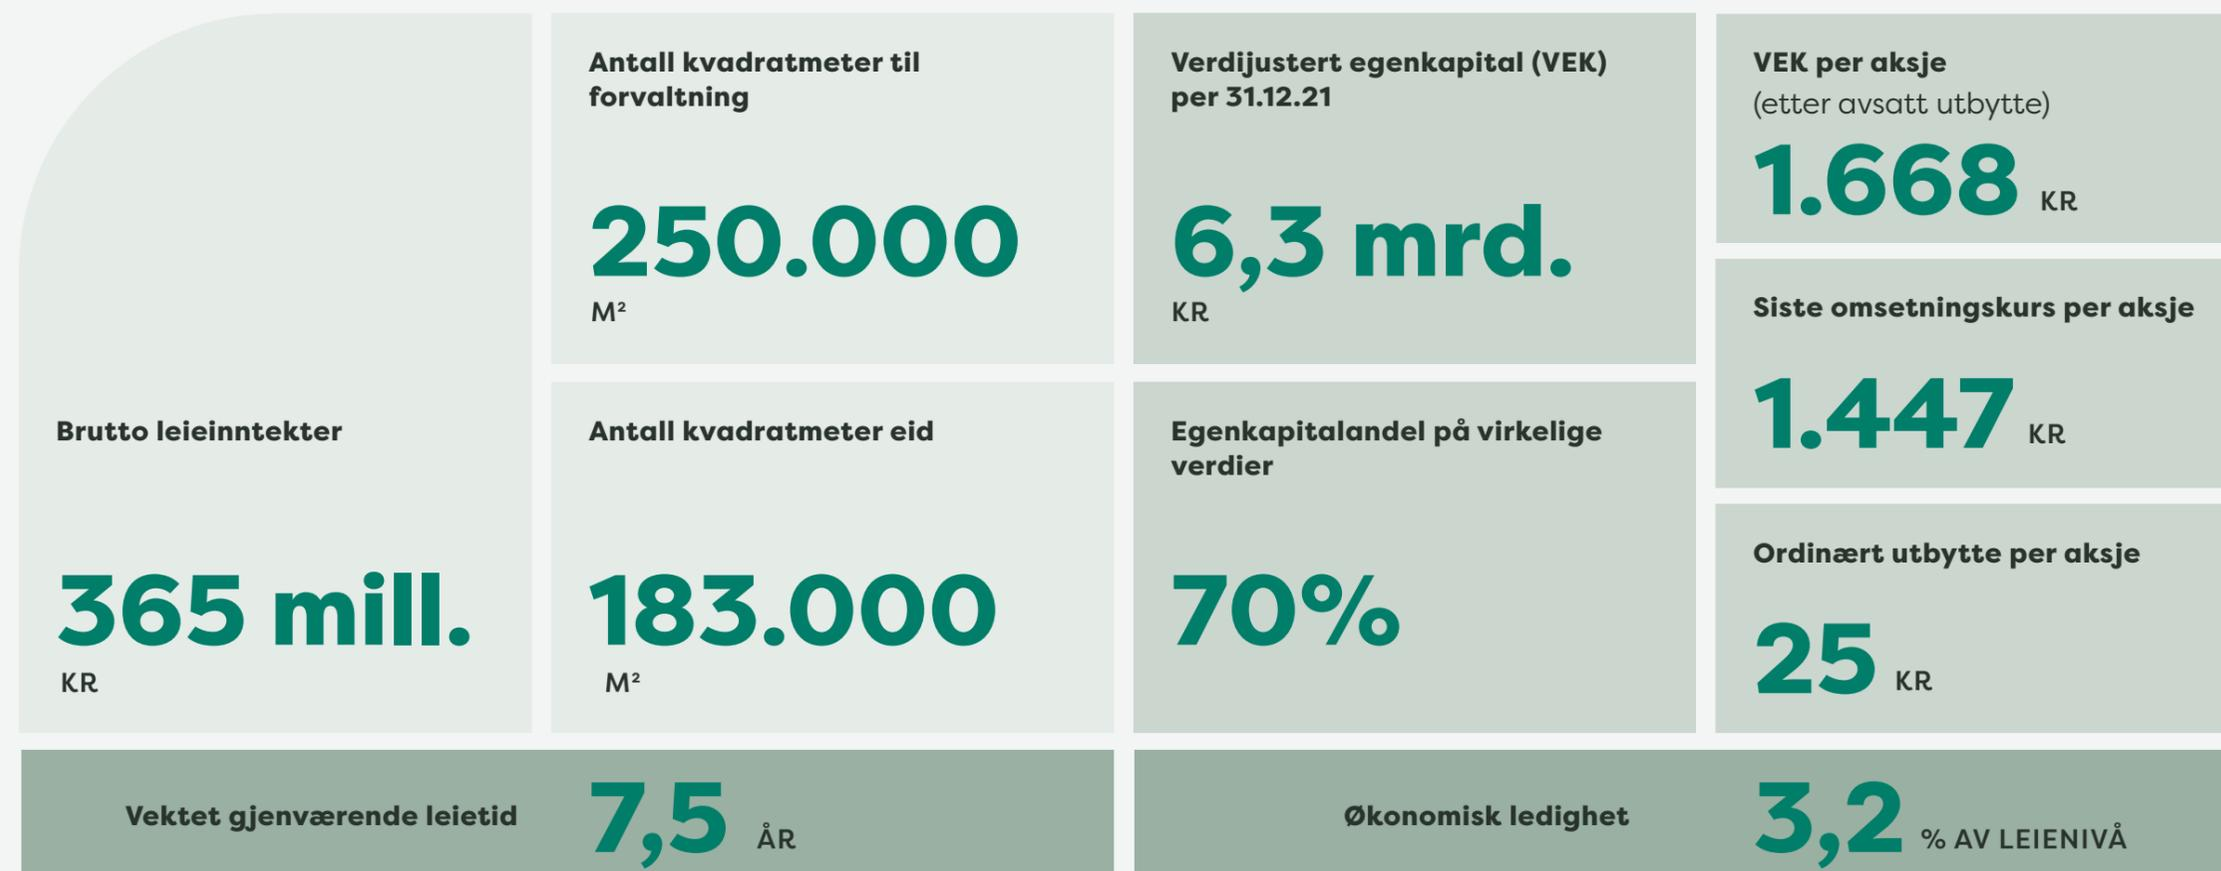 Brutto leieinntekter
365 mill.
KR
Antall kvadratmeter til
forvaltning
250.000
M²
Antall kvadratmeter eid
183.000
M²
Verdijustert egenkapital (VEK)
per 31.12.21
6,3 mrd.
KR
Egenkapitalandel på virkelige
verdier
70%
VEK per aksje
(etter avsatt utbytte)
1.668 KR
Siste omsetningskurs per aksje
1.447 KR
Ordinært utbytte per aksje
25 KR
Vektet gjenværende leietid 7,5 ÅR
Økonomisk ledighet 3,2 % AV LEIENIVÅ